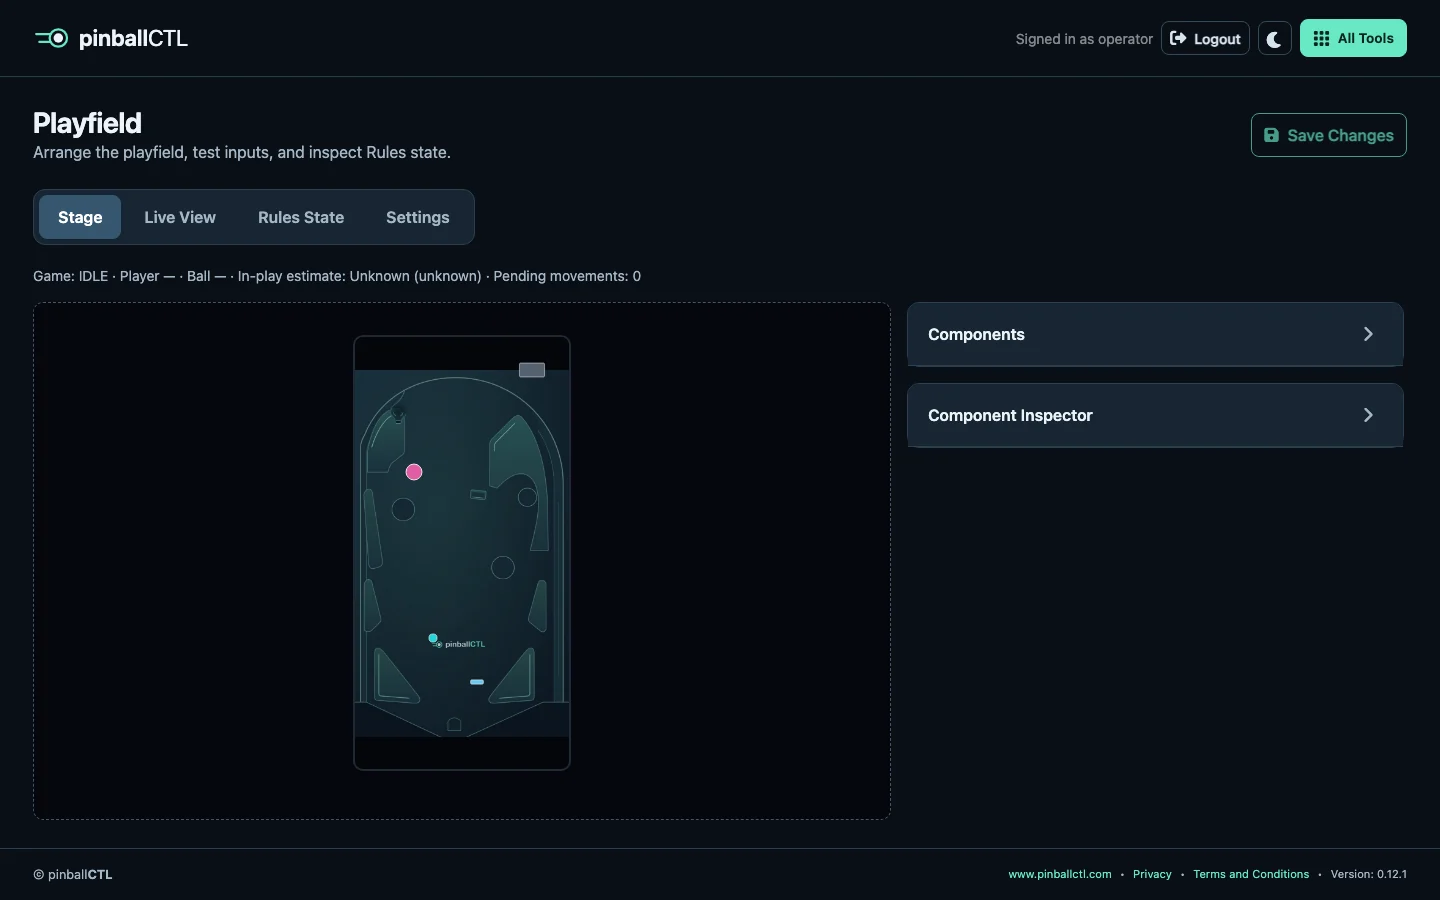 pinballCTL
Signed in as operator
Logout
All Tools
Playfield
Arrange the playfield, test inputs, and inspect Rules state.
Save Changes
Stage
Live View
Rules State
Settings
Game: IDLE · Player — · Ball — · In-play estimate: Unknown (unknown) · Pending movements: 0
Components
Component Inspector
pinballCTL
© pinballCTL
www.pinballctl.com • Privacy • Terms and Conditions • Version: 0.12.1